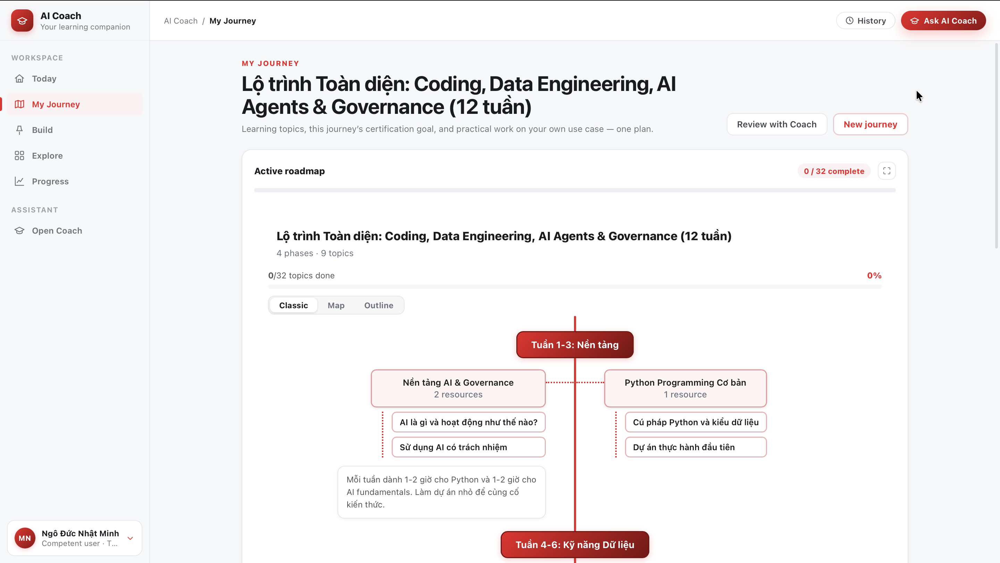 AI Coach
Your learning companion
AI Coach / My Journey
History
Ask AI Coach
WORKSPACE
Today
My Journey
Build
Explore
Progress
ASSISTANT
Open Coach
MY JOURNEY
Lộ trình Toàn diện: Coding, Data Engineering, AI
Agents & Governance (12 tuần)
Learning topics, this journey’s certification goal, and practical work on your own use case — one plan.
Review with Coach
New journey
Active roadmap
0 / 32 complete
Lộ trình Toàn diện: Coding, Data Engineering, AI Agents & Governance (12 tuần)
4 phases · 9 topics
0/32 topics done
0%
Classic
Map
Outline
Tuần 1-3: Nền tảng
Nền tảng AI & Governance
2 resources
Python Programming Cơ bản
1 resource
AI là gì và hoạt động như thế nào?
Cú pháp Python và kiểu dữ liệu
Sử dụng AI có trách nhiệm
Dự án thực hành đầu tiên
Mỗi tuần dành 1-2 giờ cho Python và 1-2 giờ cho
AI fundamentals. Làm dự án nhỏ để củng cố
kiến thức.
Tuần 4-6: Kỹ năng Dữ liệu
MN
Ngô Đức Nhật Minh
Competent user · T...